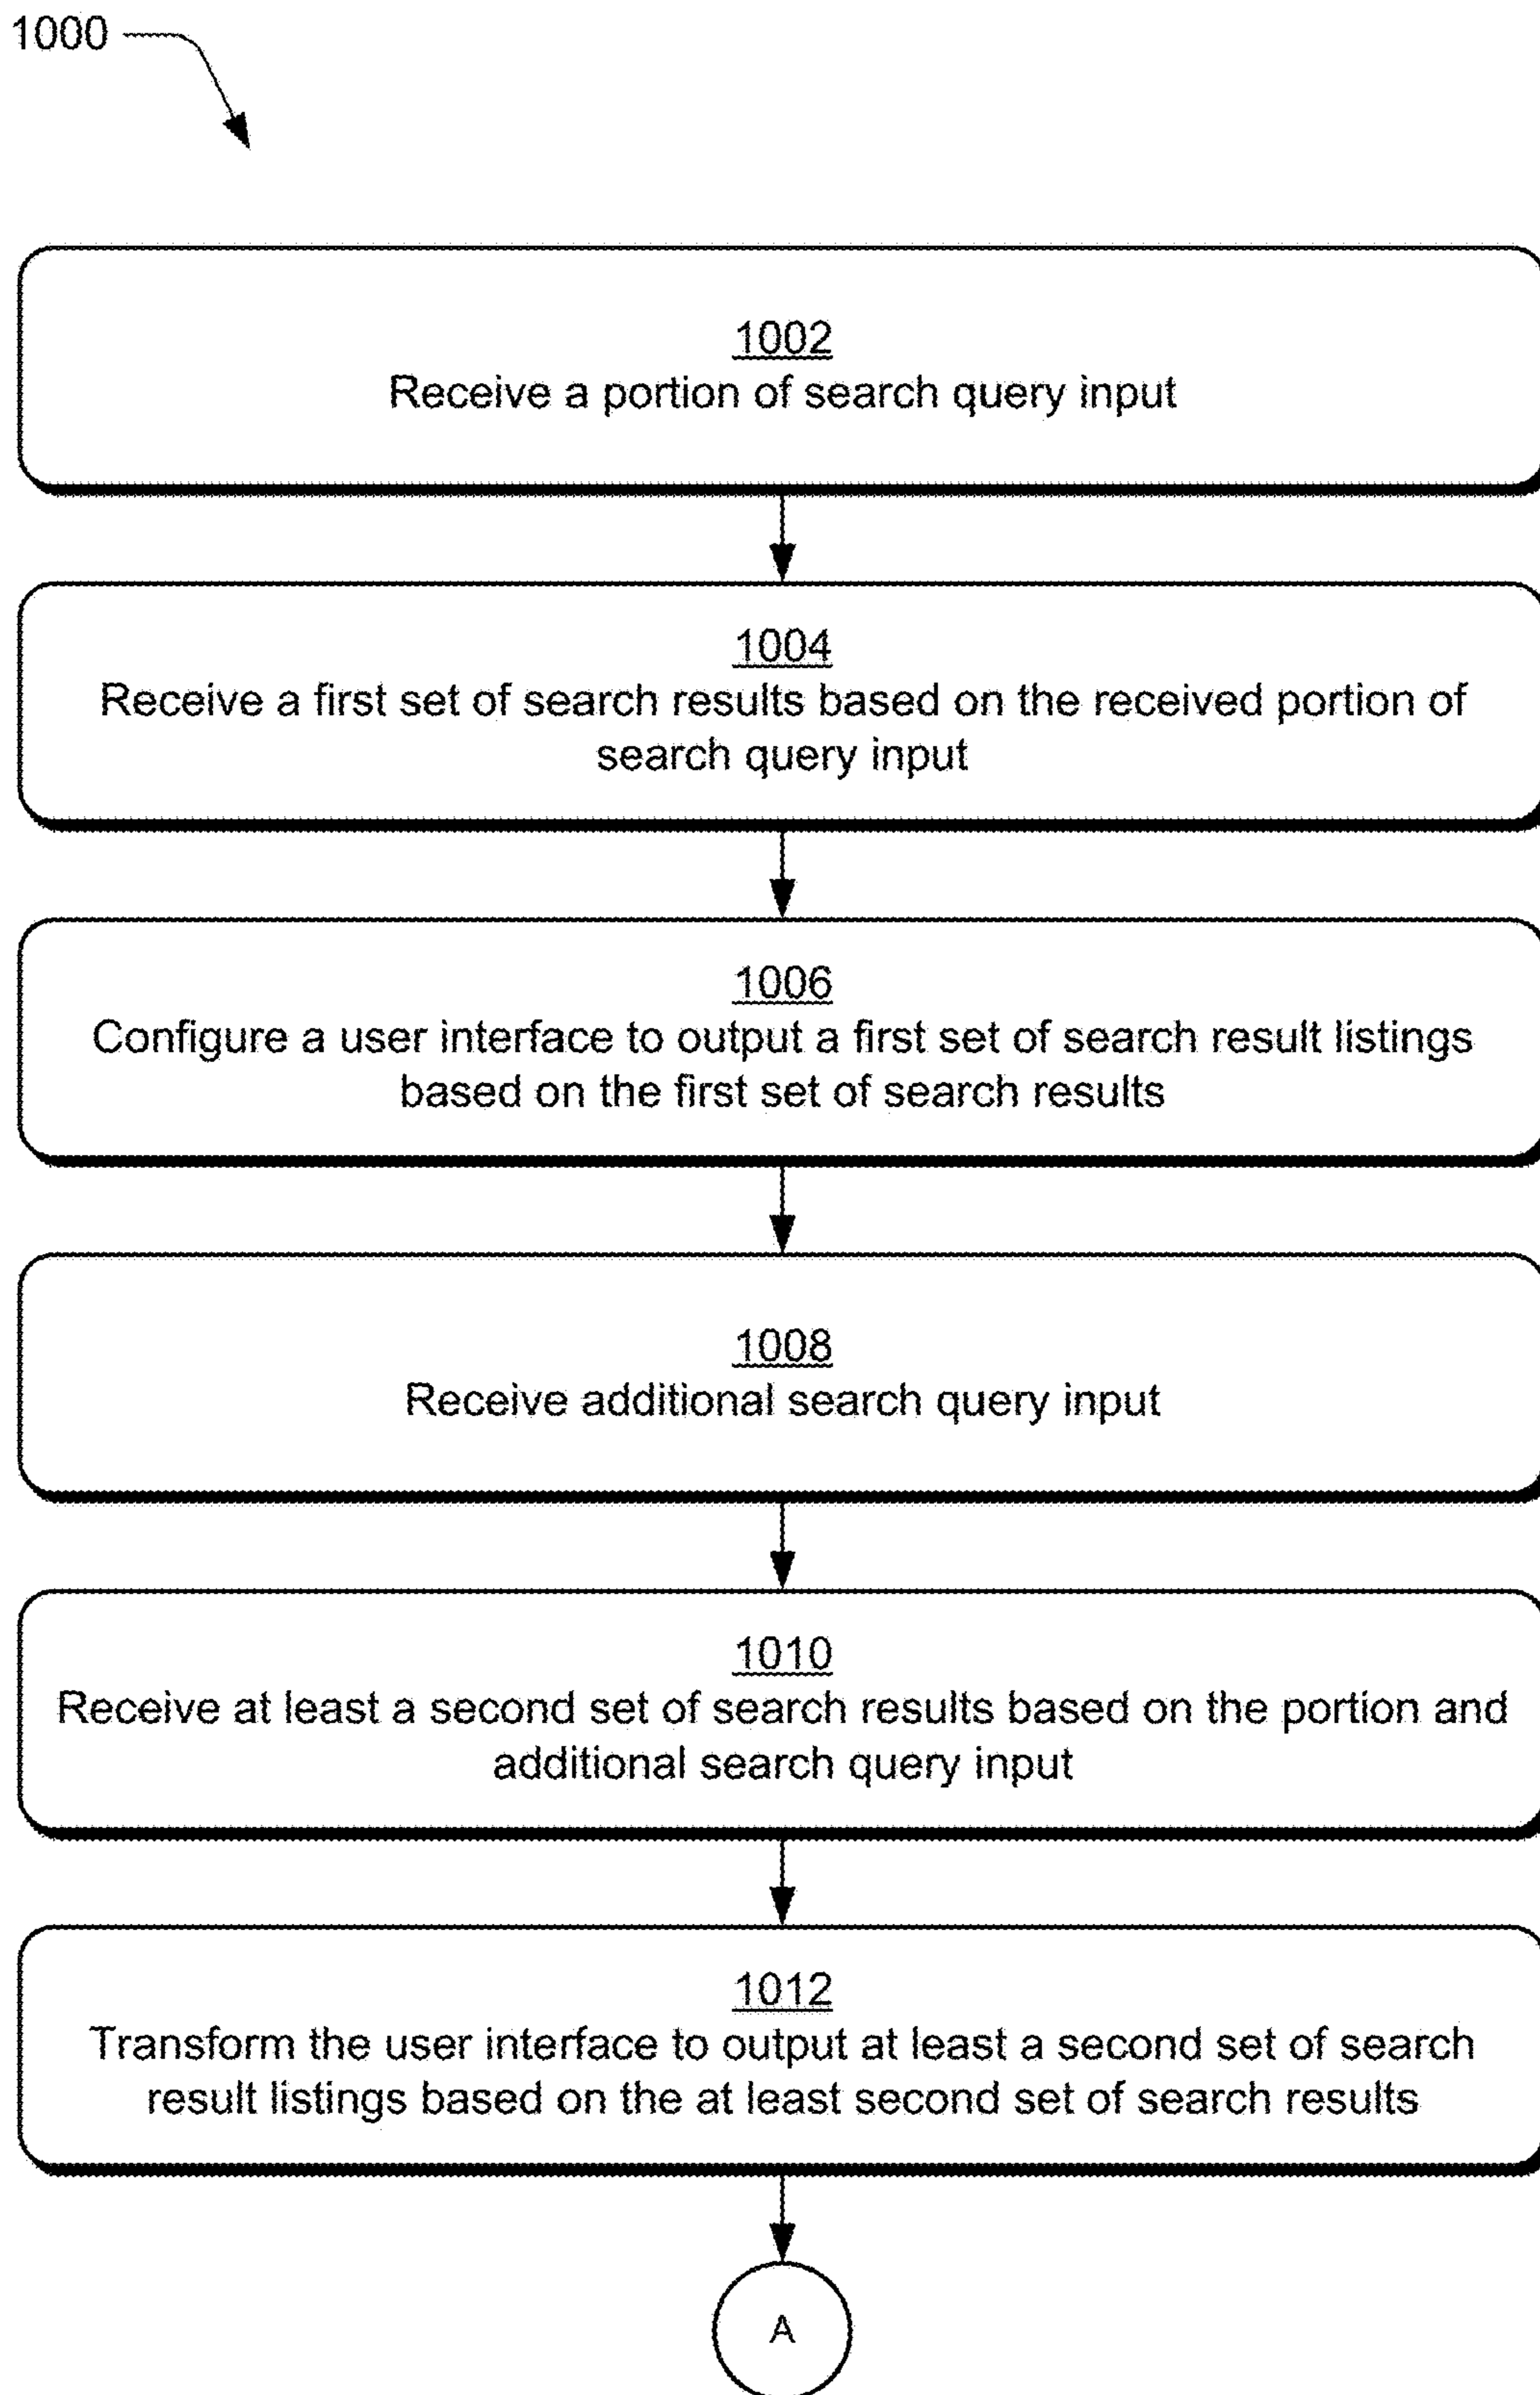 1000
1002
Receive a portion of search query input
1004
Receive a first set of search results based on the received portion of
search query input
1006
Configure a user interface to output a first set of search result listings
based on the first set of search results
1008
Receive additional search query input
1010
Receive at least a second set of search results based on the portion and
additional search query input
1012
Transform the user interface to output at least a second set of search
result listings based on the at least second set of search results
A